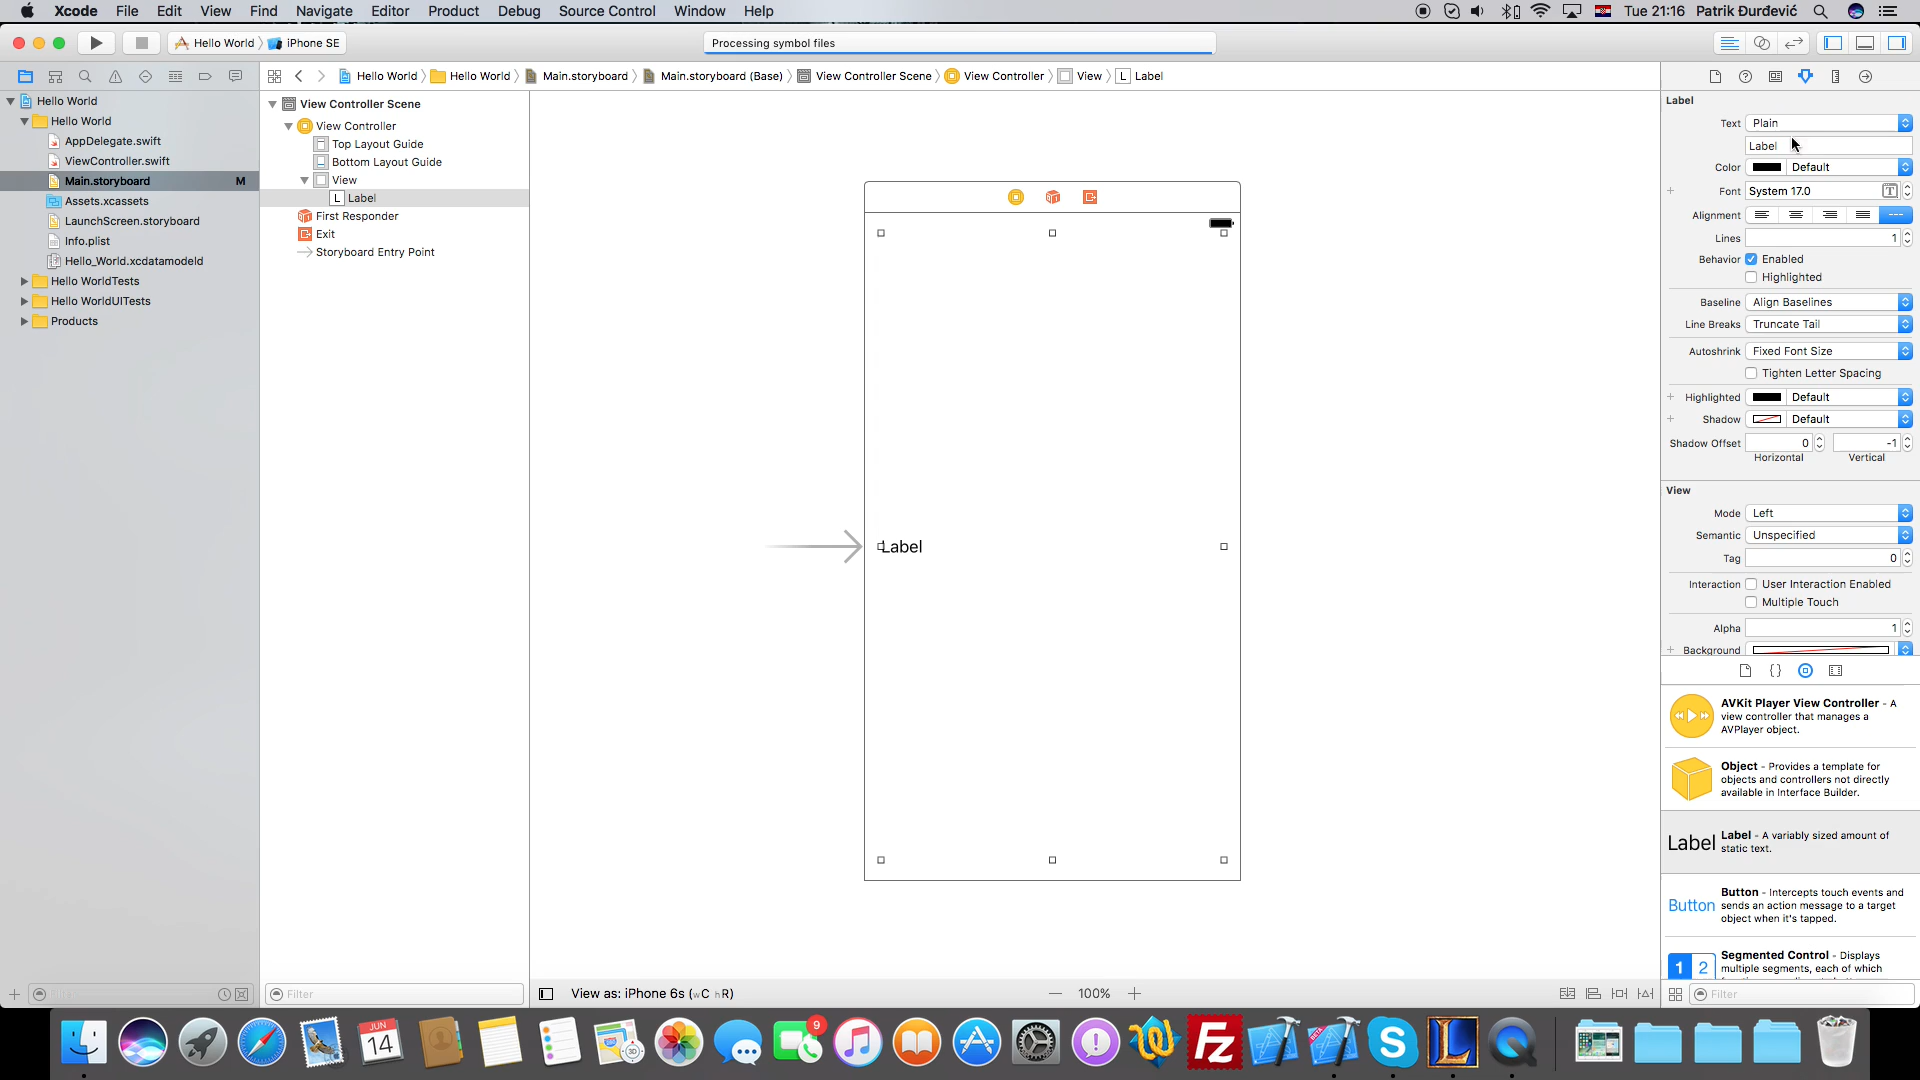 Xcode File Edit View Find Navigate Editor Product Debug Source Control Window Help
Tue 21:16 Patrik Đurđević
Hello World iPhone SE
Processing symbol files
Hello World Hello World Main.storyboard Main.storyboard (Base) View Controller Scene View Controller View L Label
Hello World
Hello World
AppDelegate.swift
ViewController.swift
Main.storyboard M
Assets.xcassets
LaunchScreen.storyboard
Info.plist
Hello_World.xcdatamodeld
Hello WorldTests
Hello WorldUITests
Products
View Controller Scene
View Controller
Top Layout Guide
Bottom Layout Guide
View
L Label
First Responder
Exit
Storyboard Entry Point
Label
Label
Text Plain
Label
Color Default
Font System 17.0 T
Alignment
Lines 1
Behavior Enabled
Highlighted
Baseline Align Baselines
Line Breaks Truncate Tail
Autoshrink Fixed Font Size
Tighten Letter Spacing
Highlighted Default
Shadow Default
Shadow Offset 0 -1
Horizontal Vertical
View
Mode Left
Semantic Unspecified
Tag 0
Interaction User Interaction Enabled
Multiple Touch
Alpha 1
Background
AVKit Player View Controller - A
view controller that manages a
AVPlayer object.
Object - Provides a template for
objects and controllers not directly
available in Interface Builder.
Label Label - A variably sized amount of
static text.
Button - Intercepts touch events and
Button sends an action message to a target
object when it's tapped.
Segmented Control - Displays
1 2 multiple segments, each of which
Filter
View as: iPhone 6s (wC hR)
100%
Filter
JUN
14
9
Fz